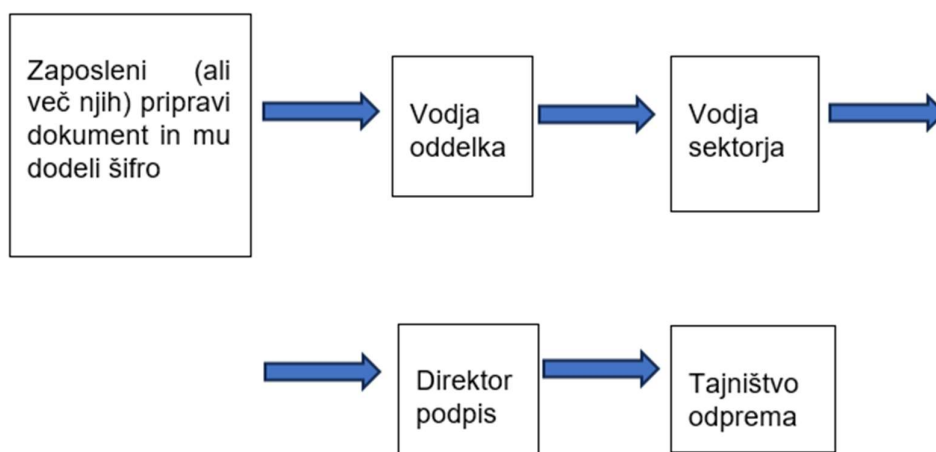 Zaposleni (ali
več njih) pripravi
dokument in mu
dodeli šifro
Vodja
oddelka
Vodja
sektorja
Direktor
podpis
Tajništvo
odprema